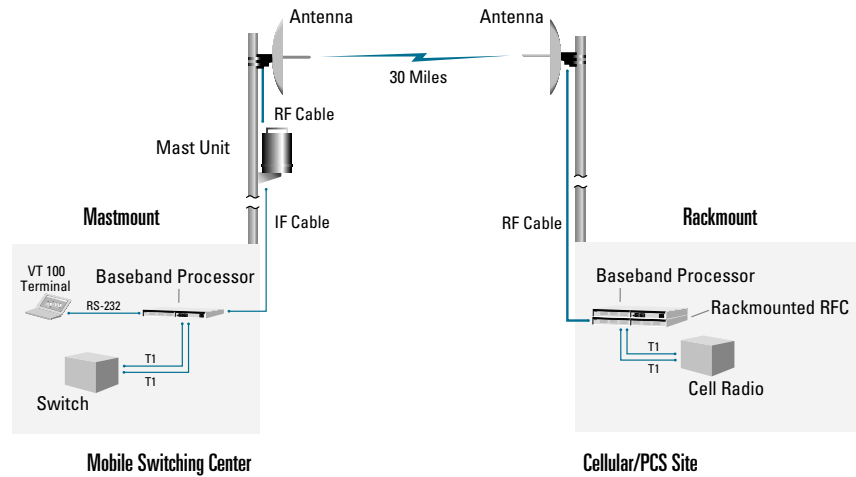 Antenna
Antenna
30 Miles
RF Cable
Mast Unit
IF Cable
RF Cable
Mastmount
Rackmount
VT 100
Terminal
Baseband Processor
RS-232
T1
T1
Switch
Baseband Processor
Rackmounted RFC
T1
T1
Cell Radio
Mobile Switching Center
Cellular/PCS Site